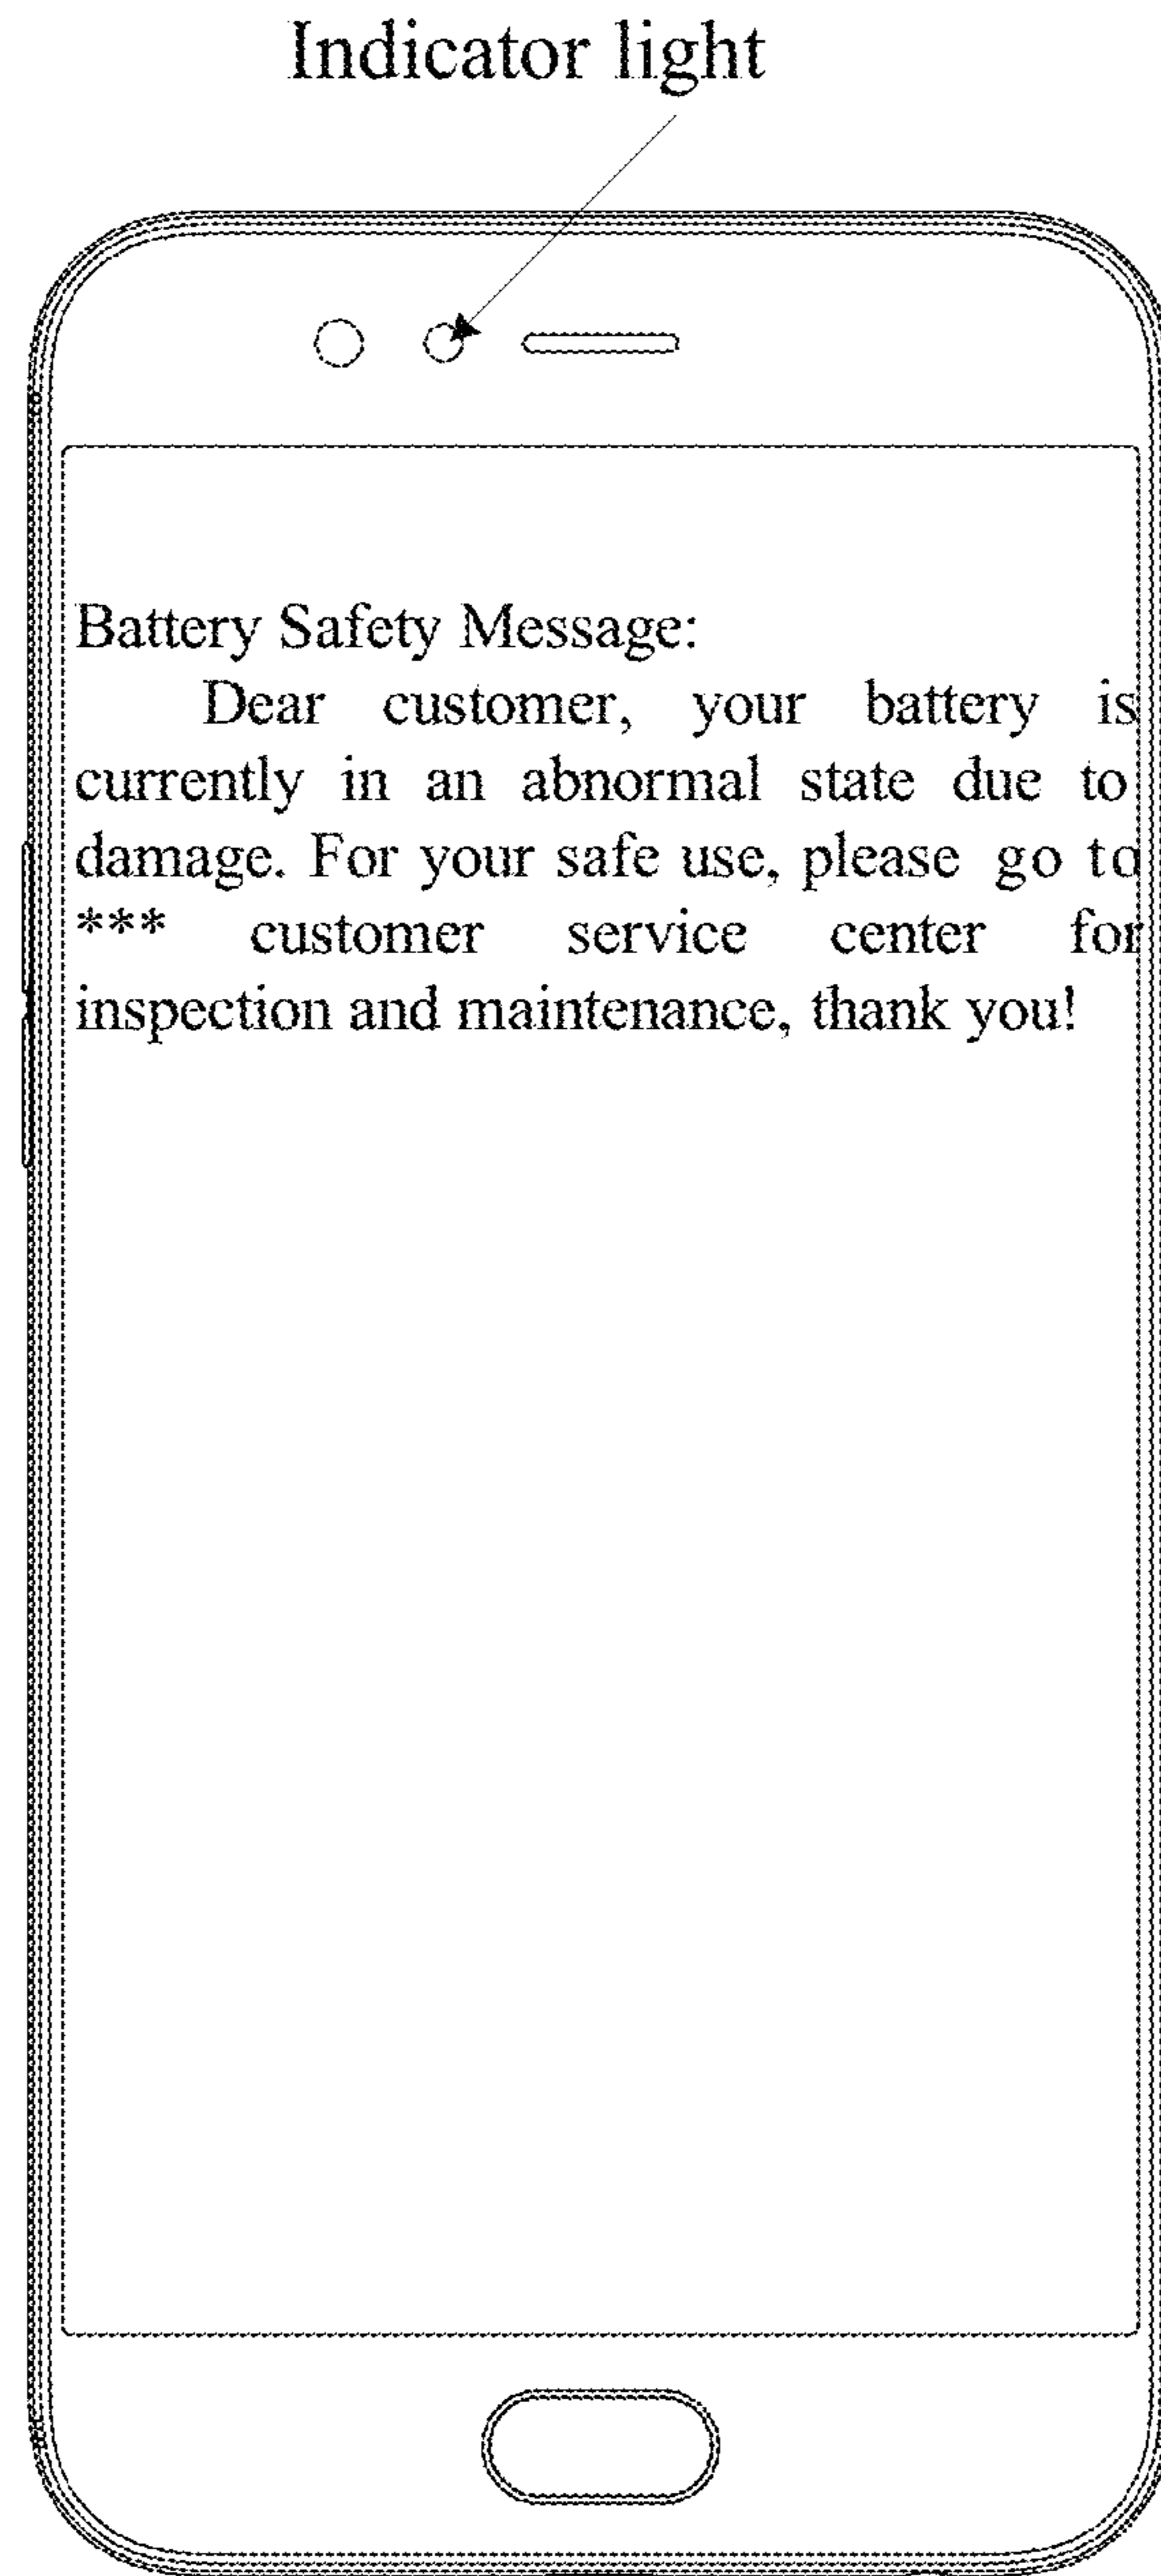 Indicator light
Battery Safety Message:
Dear customer, your battery is
currently in an abnormal state due to
damage. For your safe use, please go to
*** customer service center for
inspection and maintenance, thank you!